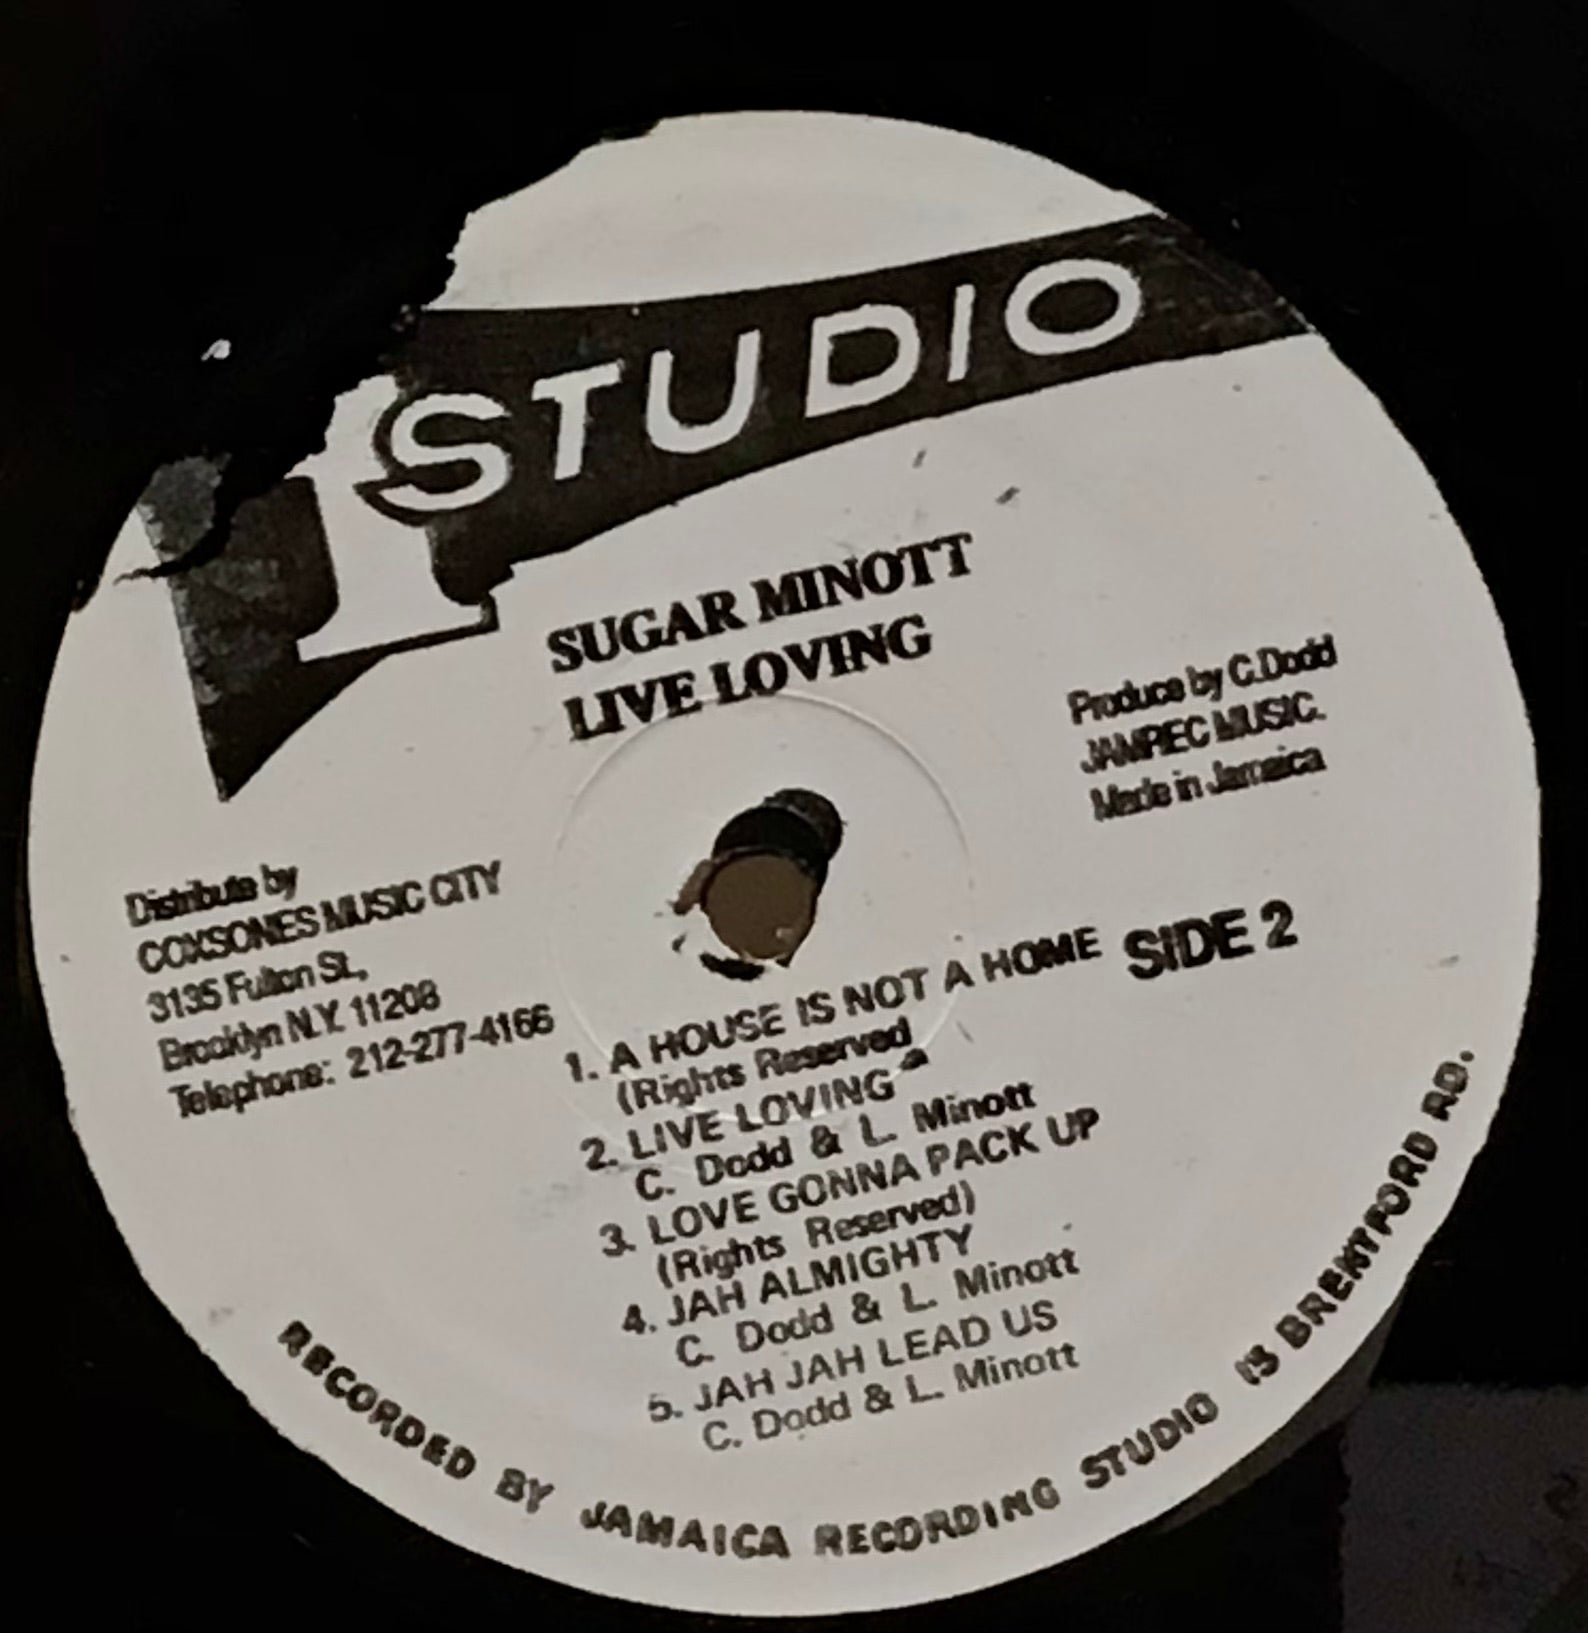 1 STUDIO
SUGAR MINOTT
LIVE LOVING
Produce by C. Dodd
JAMREC MUSIC.
Made in Jamaica
Distribute by
COXSONES MUSIC CITY
3135 Fulton St.,
Brooklyn N.Y. 11208
Telephone: 212-277-4166
SIDE 2
1. A HOUSE IS NOT A HOME
(Rights Reserved
2. LIVE LOVING
C. Dodd & L. Minott
3. LOVE GONNA PACK UP
(Rights Reserved)
4. JAH ALMIGHTY
C. Dodd & L. Minott
5. JAH JAH LEAD US
C. Dodd & L. Minott
RECORDED BY JAMAICA RECORDING STUDIO 13 BRENTFORD RD.